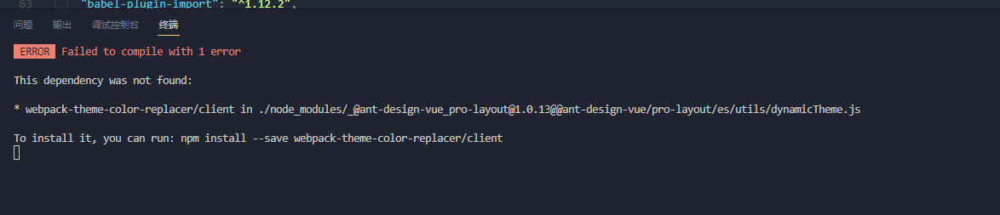 63 "babel-plugin-import": "^1.12.2",
问题 输出 调试控制台 终端
ERROR Failed to compile with 1 error
This dependency was not found:
* webpack-theme-color-replacer/client in ./node_modules/_@ant-design-vue_pro-layout@1.0.13@@ant-design-vue/pro-layout/es/utils/dynamicTheme.js
To install it, you can run: npm install --save webpack-theme-color-replacer/client